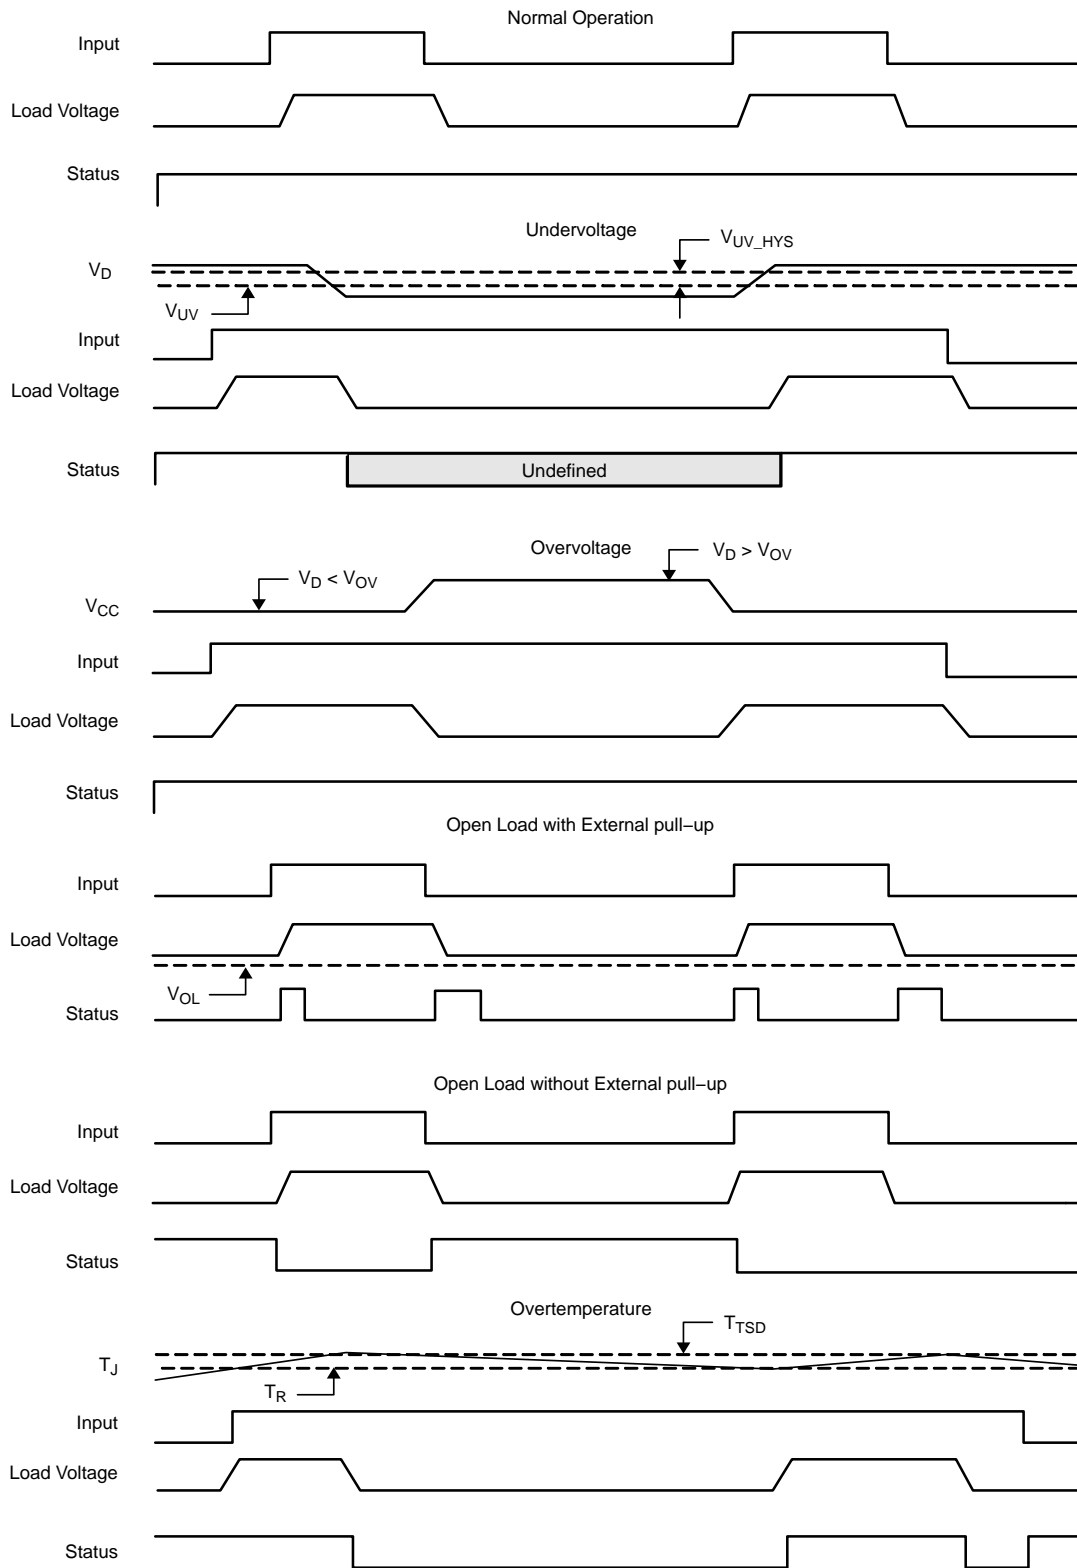 Normal Operation
Input
Load Voltage
Status
Undervoltage
V_UV_HYS
V_D
V_UV
Input
Load Voltage
Status
Undefined
Overvoltage
V_D > V_OV
V_D < V_OV
V_CC
Input
Load Voltage
Status
Open Load with External pull−up
Input
Load Voltage
V_OL
Status
Open Load without External pull−up
Input
Load Voltage
Status
Overtemperature
T_TSD
T_J
T_R
Input
Load Voltage
Status